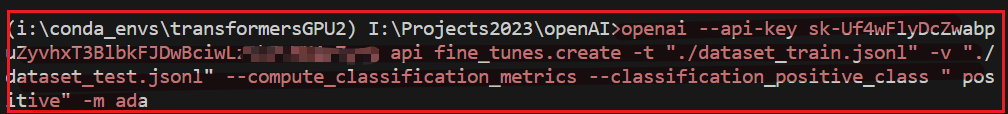 (i:\conda_envs\transformersGPU2) I:\Projects2023\openAI>openai --api-key sk-Uf4wFlyDcZwabp
uZyvhxT3BlbkFJDwBciwL api fine_tunes.create -t "./dataset_train.jsonl" -v "./
dataset_test.jsonl" --compute_classification_metrics --classification_positive_class " pos
itive" -m ada